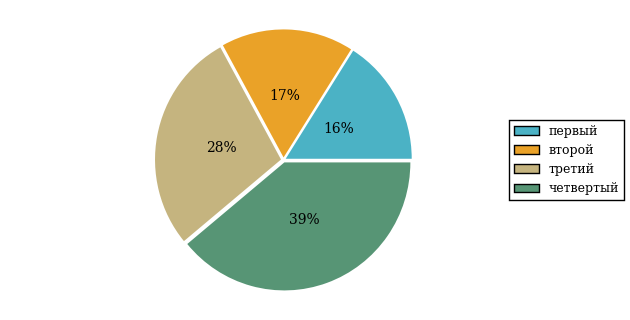 17%
16%
28%
39%
первый
второй
третий
четвертый